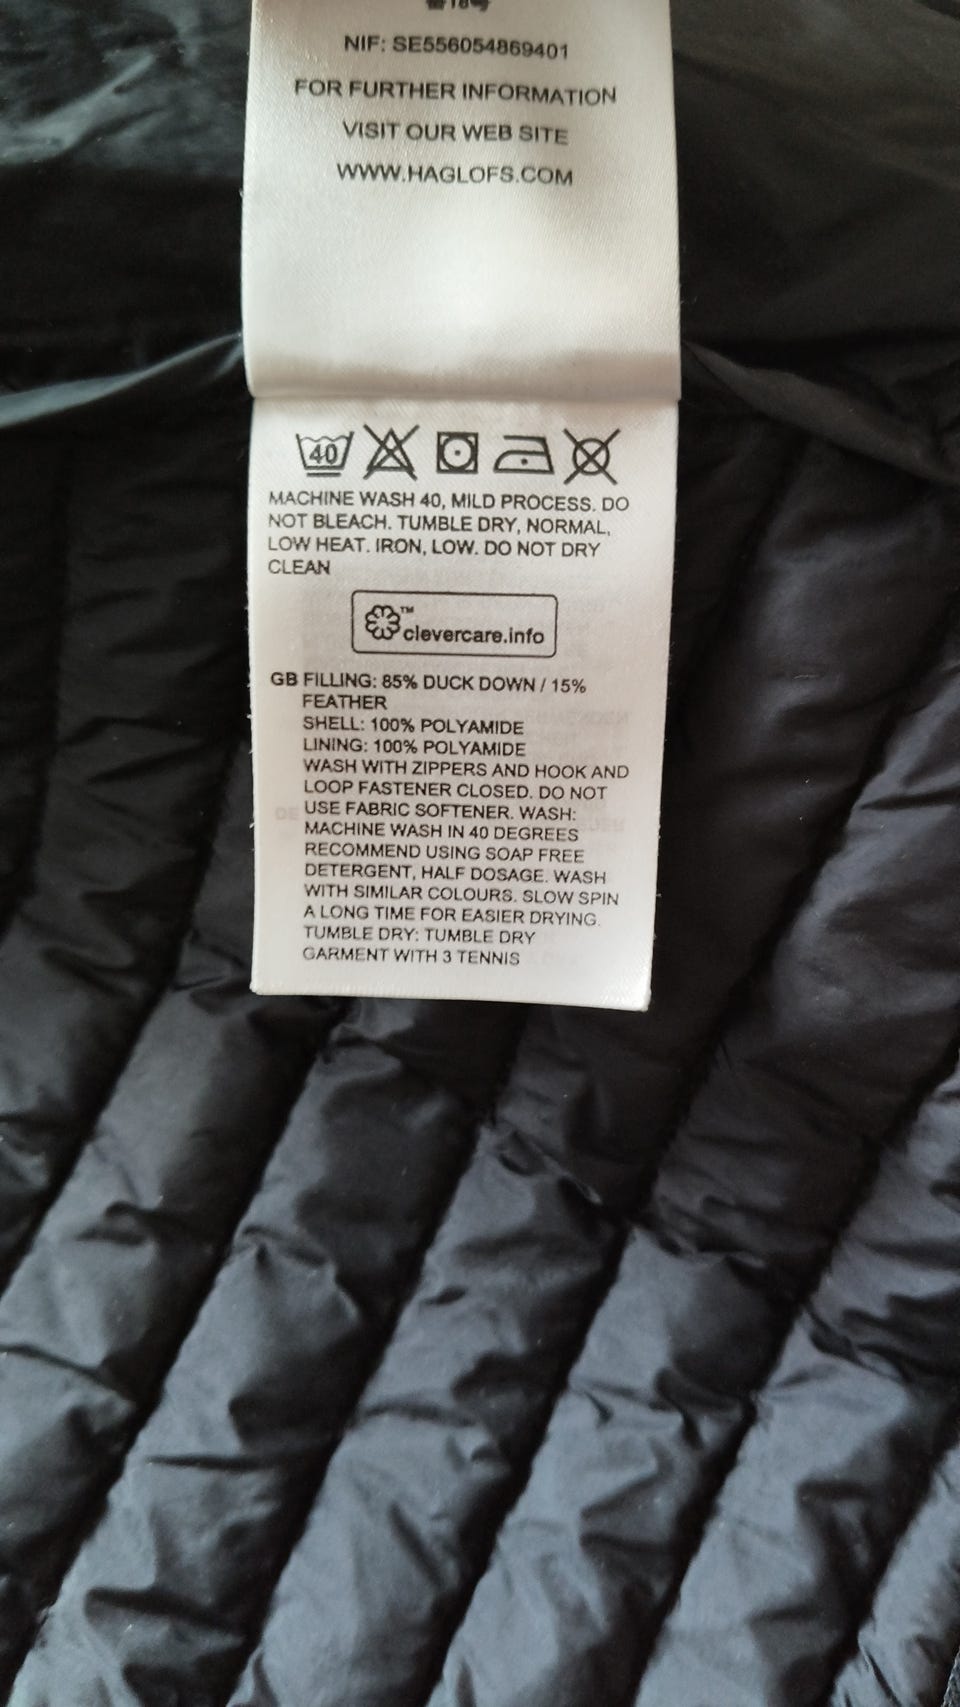 NIF: SE556054869401
FOR FURTHER INFORMATION
VISIT OUR WEB SITE
WWW.HAGLOFS.COM
40
MACHINE WASH 40, MILD PROCESS. DO
NOT BLEACH. TUMBLE DRY, NORMAL,
LOW HEAT. IRON, LOW. DO NOT DRY
CLEAN
™
clevercare.info
GB FILLING: 85% DUCK DOWN / 15%
FEATHER
SHELL: 100% POLYAMIDE
LINING: 100% POLYAMIDE
WASH WITH ZIPPERS AND HOOK AND
LOOP FASTENER CLOSED. DO NOT
USE FABRIC SOFTENER. WASH:
MACHINE WASH IN 40 DEGREES
RECOMMEND USING SOAP FREE
DETERGENT, HALF DOSAGE. WASH
WITH SIMILAR COLOURS. SLOW SPIN
A LONG TIME FOR EASIER DRYING.
TUMBLE DRY: TUMBLE DRY
GARMENT WITH 3 TENNIS